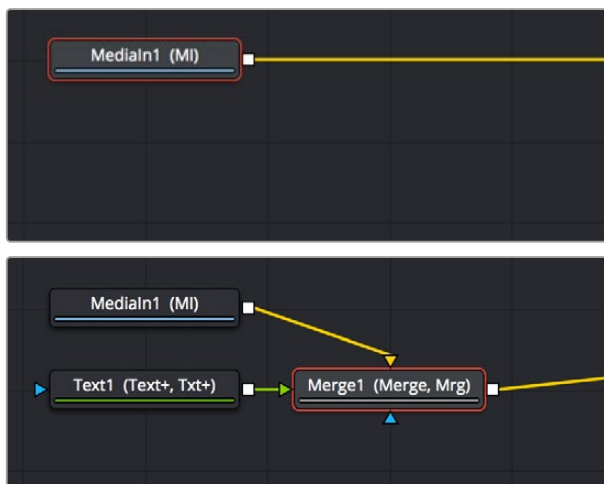 MediaIn1 (MI)
MediaIn1 (MI)
Text1 (Text+, Txt+)
Merge1 (Merge, Mrg)